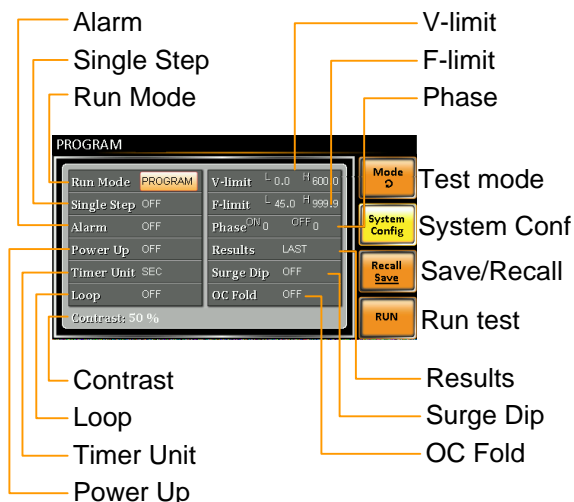 Alarm
Single Step
Run Mode
V-limit
F-limit
Phase
PROGRAM
Run Mode PROGRAM
Single Step OFF
Alarm OFF
Power Up OFF
Timer Unit SEC
Loop OFF
V-limit L 0.0 H 600.0
F-limit L 45.0 H 999.9
Phase ON 0 OFF 0
Results LAST
Surge Dip OFF
OC Fold OFF
Contrast: 50 %
Mode
System
Config
Recall
Save
RUN
Test mode
System Conf
Save/Recall
Run test
Contrast
Loop
Timer Unit
Power Up
Results
Surge Dip
OC Fold